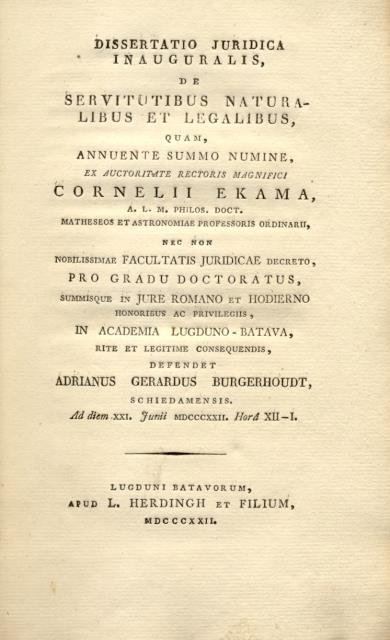 DISSERTATIO JURIDICA
INAUGURALIS,
DE
SERVITUTIBUS NATURA-
LIBUS ET LEGALIBUS,
QUAM,
ANNUENTE SUMMO NUMINE,
EX AUCTORITATE RECTORIS MAGNIFICI
CORNELII EKAMA,
A. L. M. PHILOS. DOCT.
MATHESEOS ET ASTRONOMIAE PROFESSORIS ORDINARII,
NEC NON
NOBILISSIMAE FACULTATIS JURIDICAE DECRETO,
PRO GRADU DOCTORATUS,
SUMMISQUE IN JURE ROMANO ET HODIERNO
HONORIBUS AC PRIVILEGIIS,
IN ACADEMIA LUGDUNO-BATAVA,
RITE ET LEGITIME CONSEQUENDIS,
DEFENDET
ADRIANUS GERARDUS BURGERHOUDT,
SCHIEDAMENSIS.
Ad diem XXI. Junii MDCCCXXII. Horâ XII-I.
LUGDUNI BATAVORUM,
APUD L. HERDINGH ET FILIUM,
MDCCCXXII.